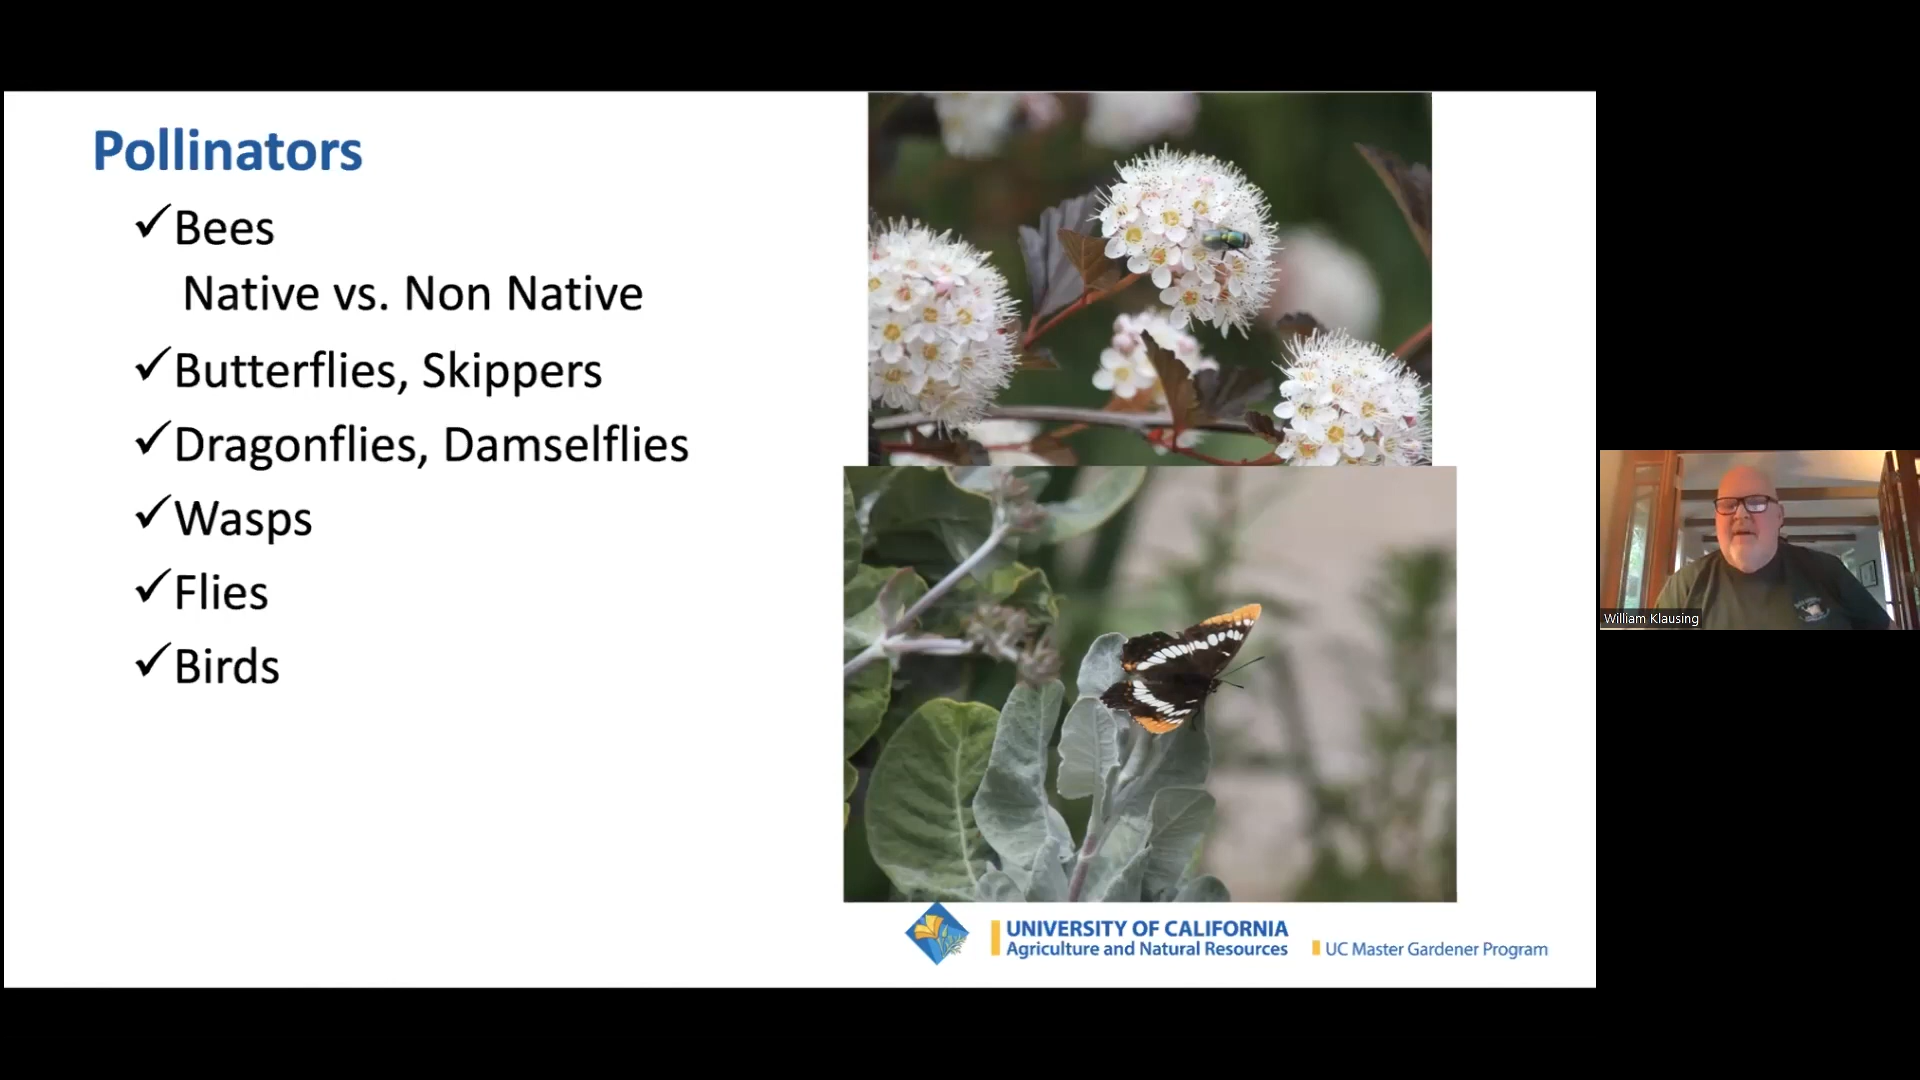 Pollinators
✓Bees
Native vs. Non Native
✓Butterflies, Skippers
✓Dragonflies, Damselflies
✓Wasps
✓Flies
✓Birds
UNIVERSITY OF CALIFORNIA
Agriculture and Natural Resources
UC Master Gardener Program
William Klausing